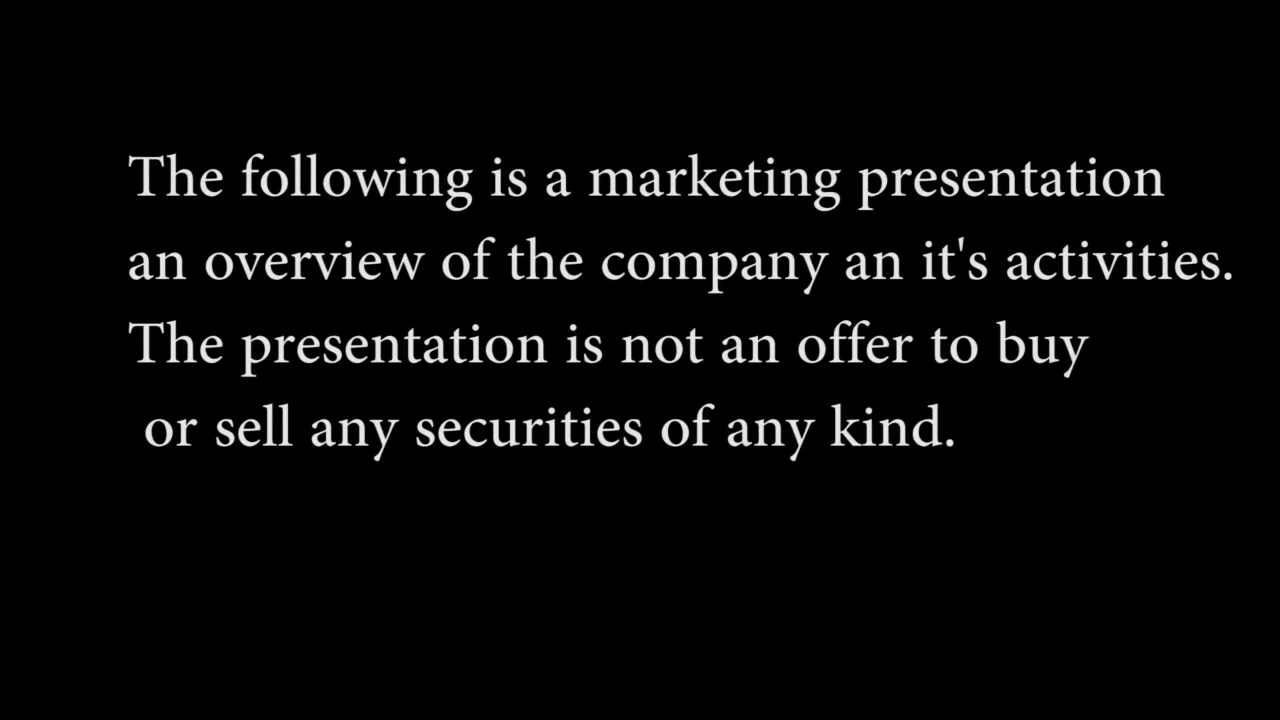 The following is a marketing presentation
an overview of the company an it's activities.
The presentation is not an offer to buy
or sell any securities of any kind.